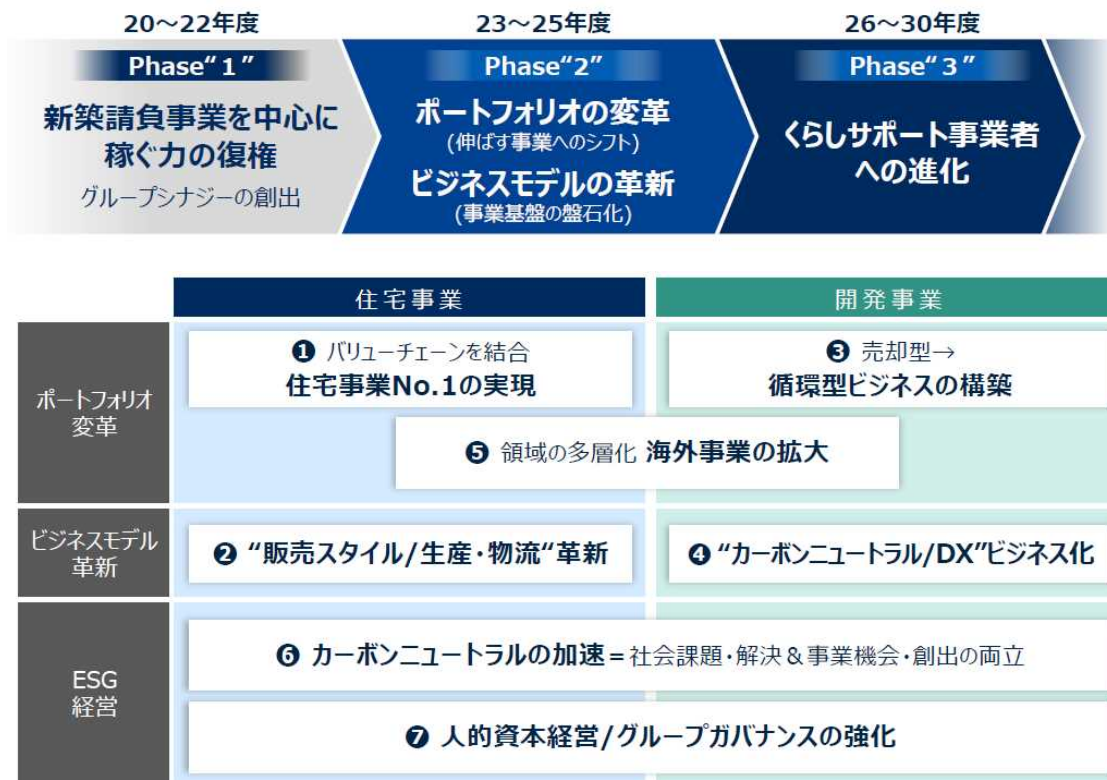 20～22年度
23～25年度
26～30年度
Phase“1”
Phase“2”
Phase“3”
新築請負事業を中心に
稼ぐ力の復権
グループシナジーの創出
ポートフォリオの変革
(伸ばす事業へのシフト)
ビジネスモデルの革新
(事業基盤の盤石化)
くらしサポート事業者
への進化
住宅事業
開発事業
ポートフォリオ
変革
❶ バリューチェーンを結合
住宅事業No.1の実現
❸ 売却型→
循環型ビジネスの構築
❺ 領域の多層化 海外事業の拡大
ビジネスモデル
革新
❷ “販売スタイル/生産・物流“革新
❹ “カーボンニュートラル/DX”ビジネス化
ESG
経営
❻ カーボンニュートラルの加速=社会課題・解決&事業機会・創出の両立
❼ 人的資本経営/グループガバナンスの強化